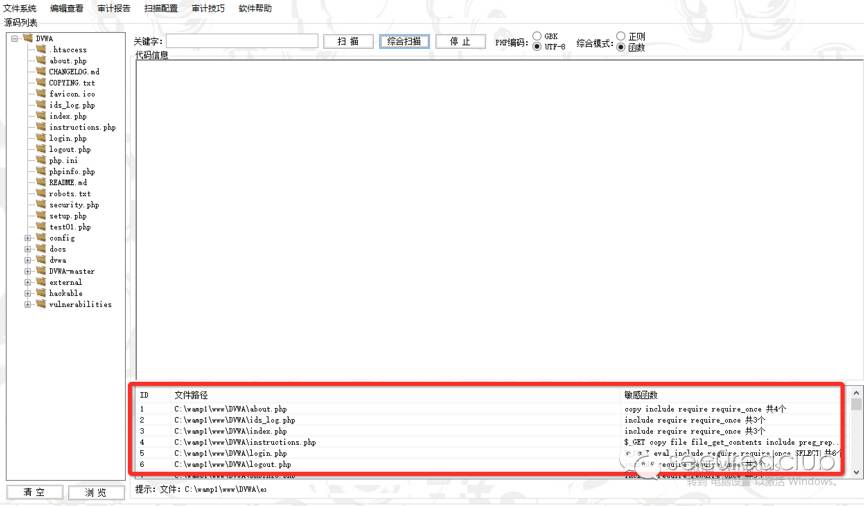 文件系统 编辑查看 审计报告 扫描配置 审计技巧 软件帮助
源码列表
DVWA
.htaccess
about.php
CHANGELOG.md
COPYING.txt
favicon.ico
ids_log.php
index.php
instructions.php
login.php
logout.php
php.ini
phpinfo.php
README.md
robots.txt
security.php
setup.php
test01.php
config
docs
dvwa
DVWA-master
external
hackable
vulnerabilities
清 空 浏 览
关键字: 扫 描 综合扫描 停 止 PHP编码: GBK UTF-8 综合模式: 正则 函数
代码信息
ID 文件路径 敏感函数
1 C:\wamp1\www\DVWA\about.php copy include require require_once 共4个
2 C:\wamp1\www\DVWA\ids_log.php include require require_once 共3个
3 C:\wamp1\www\DVWA\index.php include require require_once 共3个
4 C:\wamp1\www\DVWA\instructions.php $_GET copy file file_get_contents include preg_rep...
5 C:\wamp1\www\DVWA\login.php eval include require require_once SELECT 共6个
6 C:\wamp1\www\DVWA\logout.php
提示: 文件: C:\wamp1\www\DVWA\ex
转到"电脑设置"以激活 Windows。